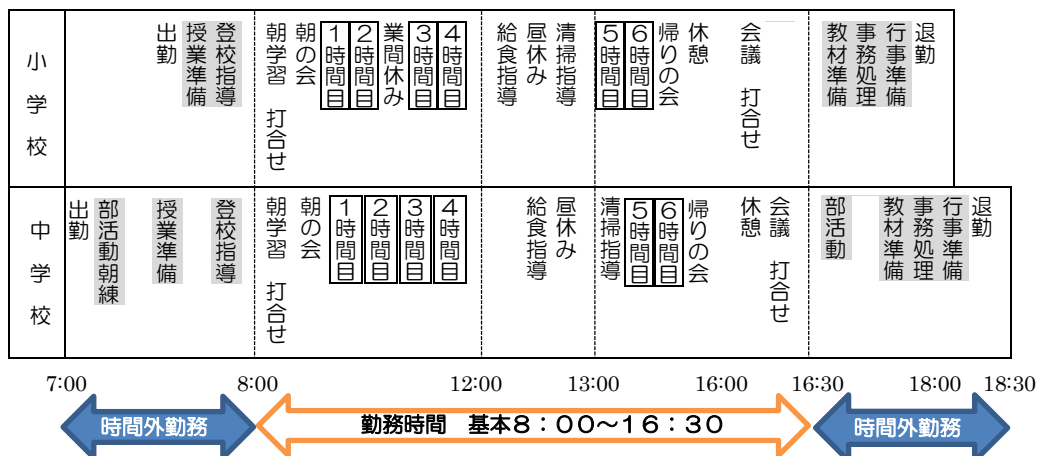 小学校
出勤
授業準備
登校指導
朝学習　打合せ
朝の会
１時間目
２時間目
業間休み
３時間目
４時間目
給食指導
昼休み
清掃指導
５時間目
６時間目
帰りの会
休憩
会議　打合せ
教材準備
事務処理
行事準備
退勤
中学校
出勤
部活動朝練
授業準備
登校指導
朝学習　打合せ
朝の会
１時間目
２時間目
３時間目
４時間目
給食指導
昼休み
清掃指導
５時間目
６時間目
帰りの会
休憩
会議　打合せ
部活動
教材準備
事務処理
行事準備
退勤
7:00 8:00 12:00 13:00 16:00 16:30 18:00 18:30
時間外勤務
勤務時間　基本８：００～１６：３０
時間外勤務